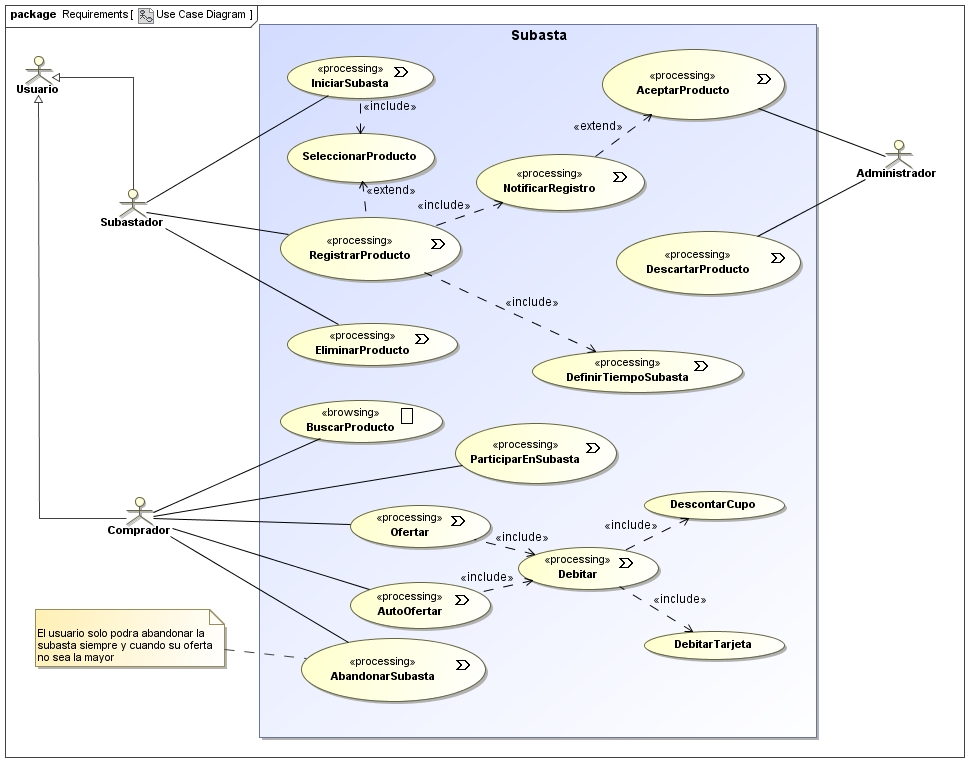 package Requirements [ Use Case Diagram ]
Subasta
Usuario
«processing»
IniciarSubasta
«include»
SeleccionarProducto
«extend»
«processing»
AceptarProducto
«extend»
«processing»
NotificarRegistro
«include»
Administrador
Subastador
«processing»
RegistrarProducto
«processing»
DescartarProducto
«include»
«processing»
EliminarProducto
«processing»
DefinirTiempoSubasta
«browsing»
BuscarProducto
«processing»
ParticiparEnSubasta
Comprador
«processing»
Ofertar
«include»
DescontarCupo
«include»
«processing»
Debitar
«include»
«processing»
AutoOfertar
«include»
DebitarTarjeta
El usuario solo podra abandonar la
subasta siempre y cuando su oferta
no sea la mayor
«processing»
AbandonarSubasta